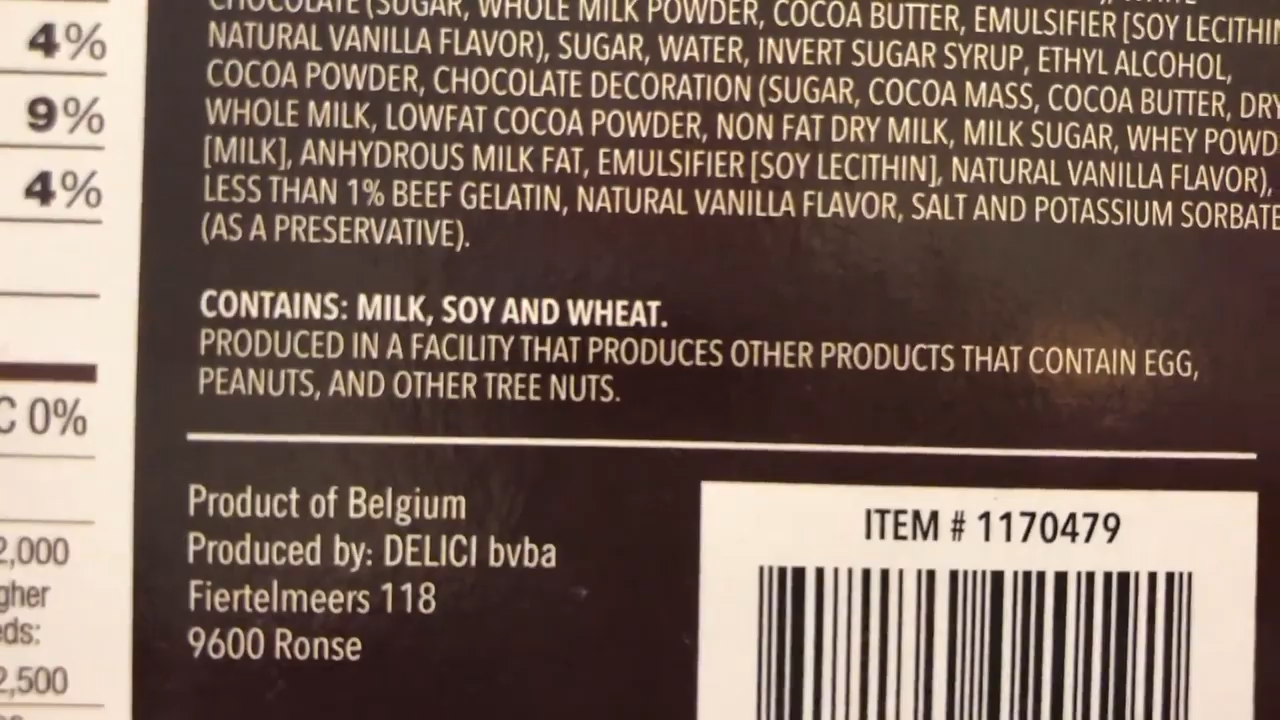 4%
9%
4%
C 0%
2,000
gher
eds:
2,500
CHOCOLATE (SUGAR, WHOLE MILK POWDER, COCOA BUTTER, EMULSIFIER [SOY LECITHIN
NATURAL VANILLA FLAVOR), SUGAR, WATER, INVERT SUGAR SYRUP, ETHYL ALCOHOL,
COCOA POWDER, CHOCOLATE DECORATION (SUGAR, COCOA MASS, COCOA BUTTER, DRY
WHOLE MILK, LOWFAT COCOA POWDER, NON FAT DRY MILK, MILK SUGAR, WHEY POWD
[MILK], ANHYDROUS MILK FAT, EMULSIFIER [SOY LECITHIN], NATURAL VANILLA FLAVOR),
LESS THAN 1% BEEF GELATIN, NATURAL VANILLA FLAVOR, SALT AND POTASSIUM SORBATE
(AS A PRESERVATIVE).
CONTAINS: MILK, SOY AND WHEAT.
PRODUCED IN A FACILITY THAT PRODUCES OTHER PRODUCTS THAT CONTAIN EGG,
PEANUTS, AND OTHER TREE NUTS.
Product of Belgium
Produced by: DELICI bvba
Fiertelmeers 118
9600 Ronse
ITEM # 1170479